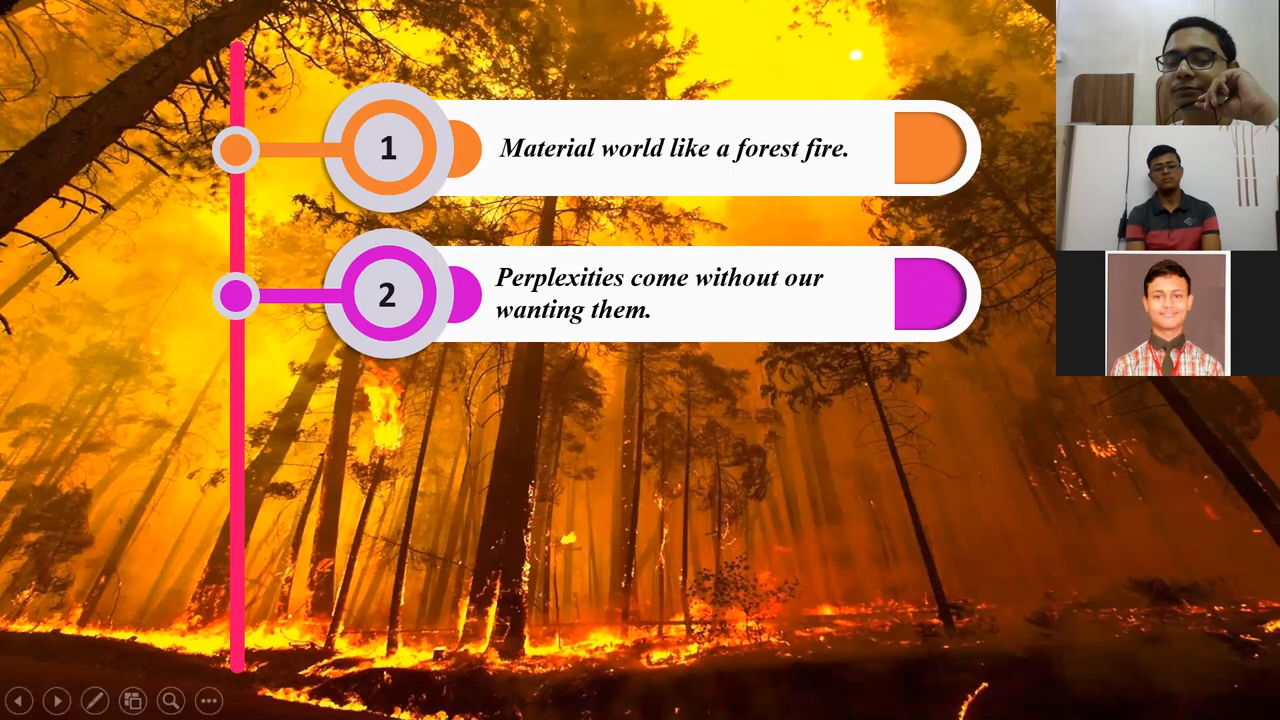 1
Material world like a forest fire.
2
Perplexities come without our
wanting them.